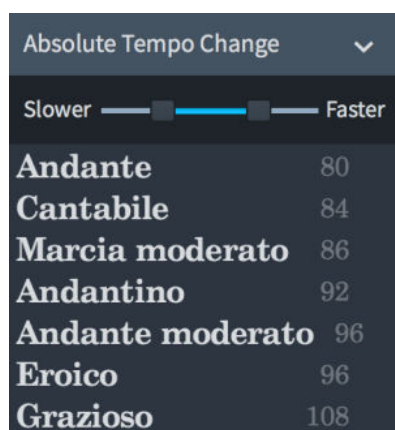 Absolute Tempo Change
Slower Faster
Andante 80
Cantabile 84
Marcia moderato 86
Andantino 92
Andante moderato 96
Eroico 96
Grazioso 108